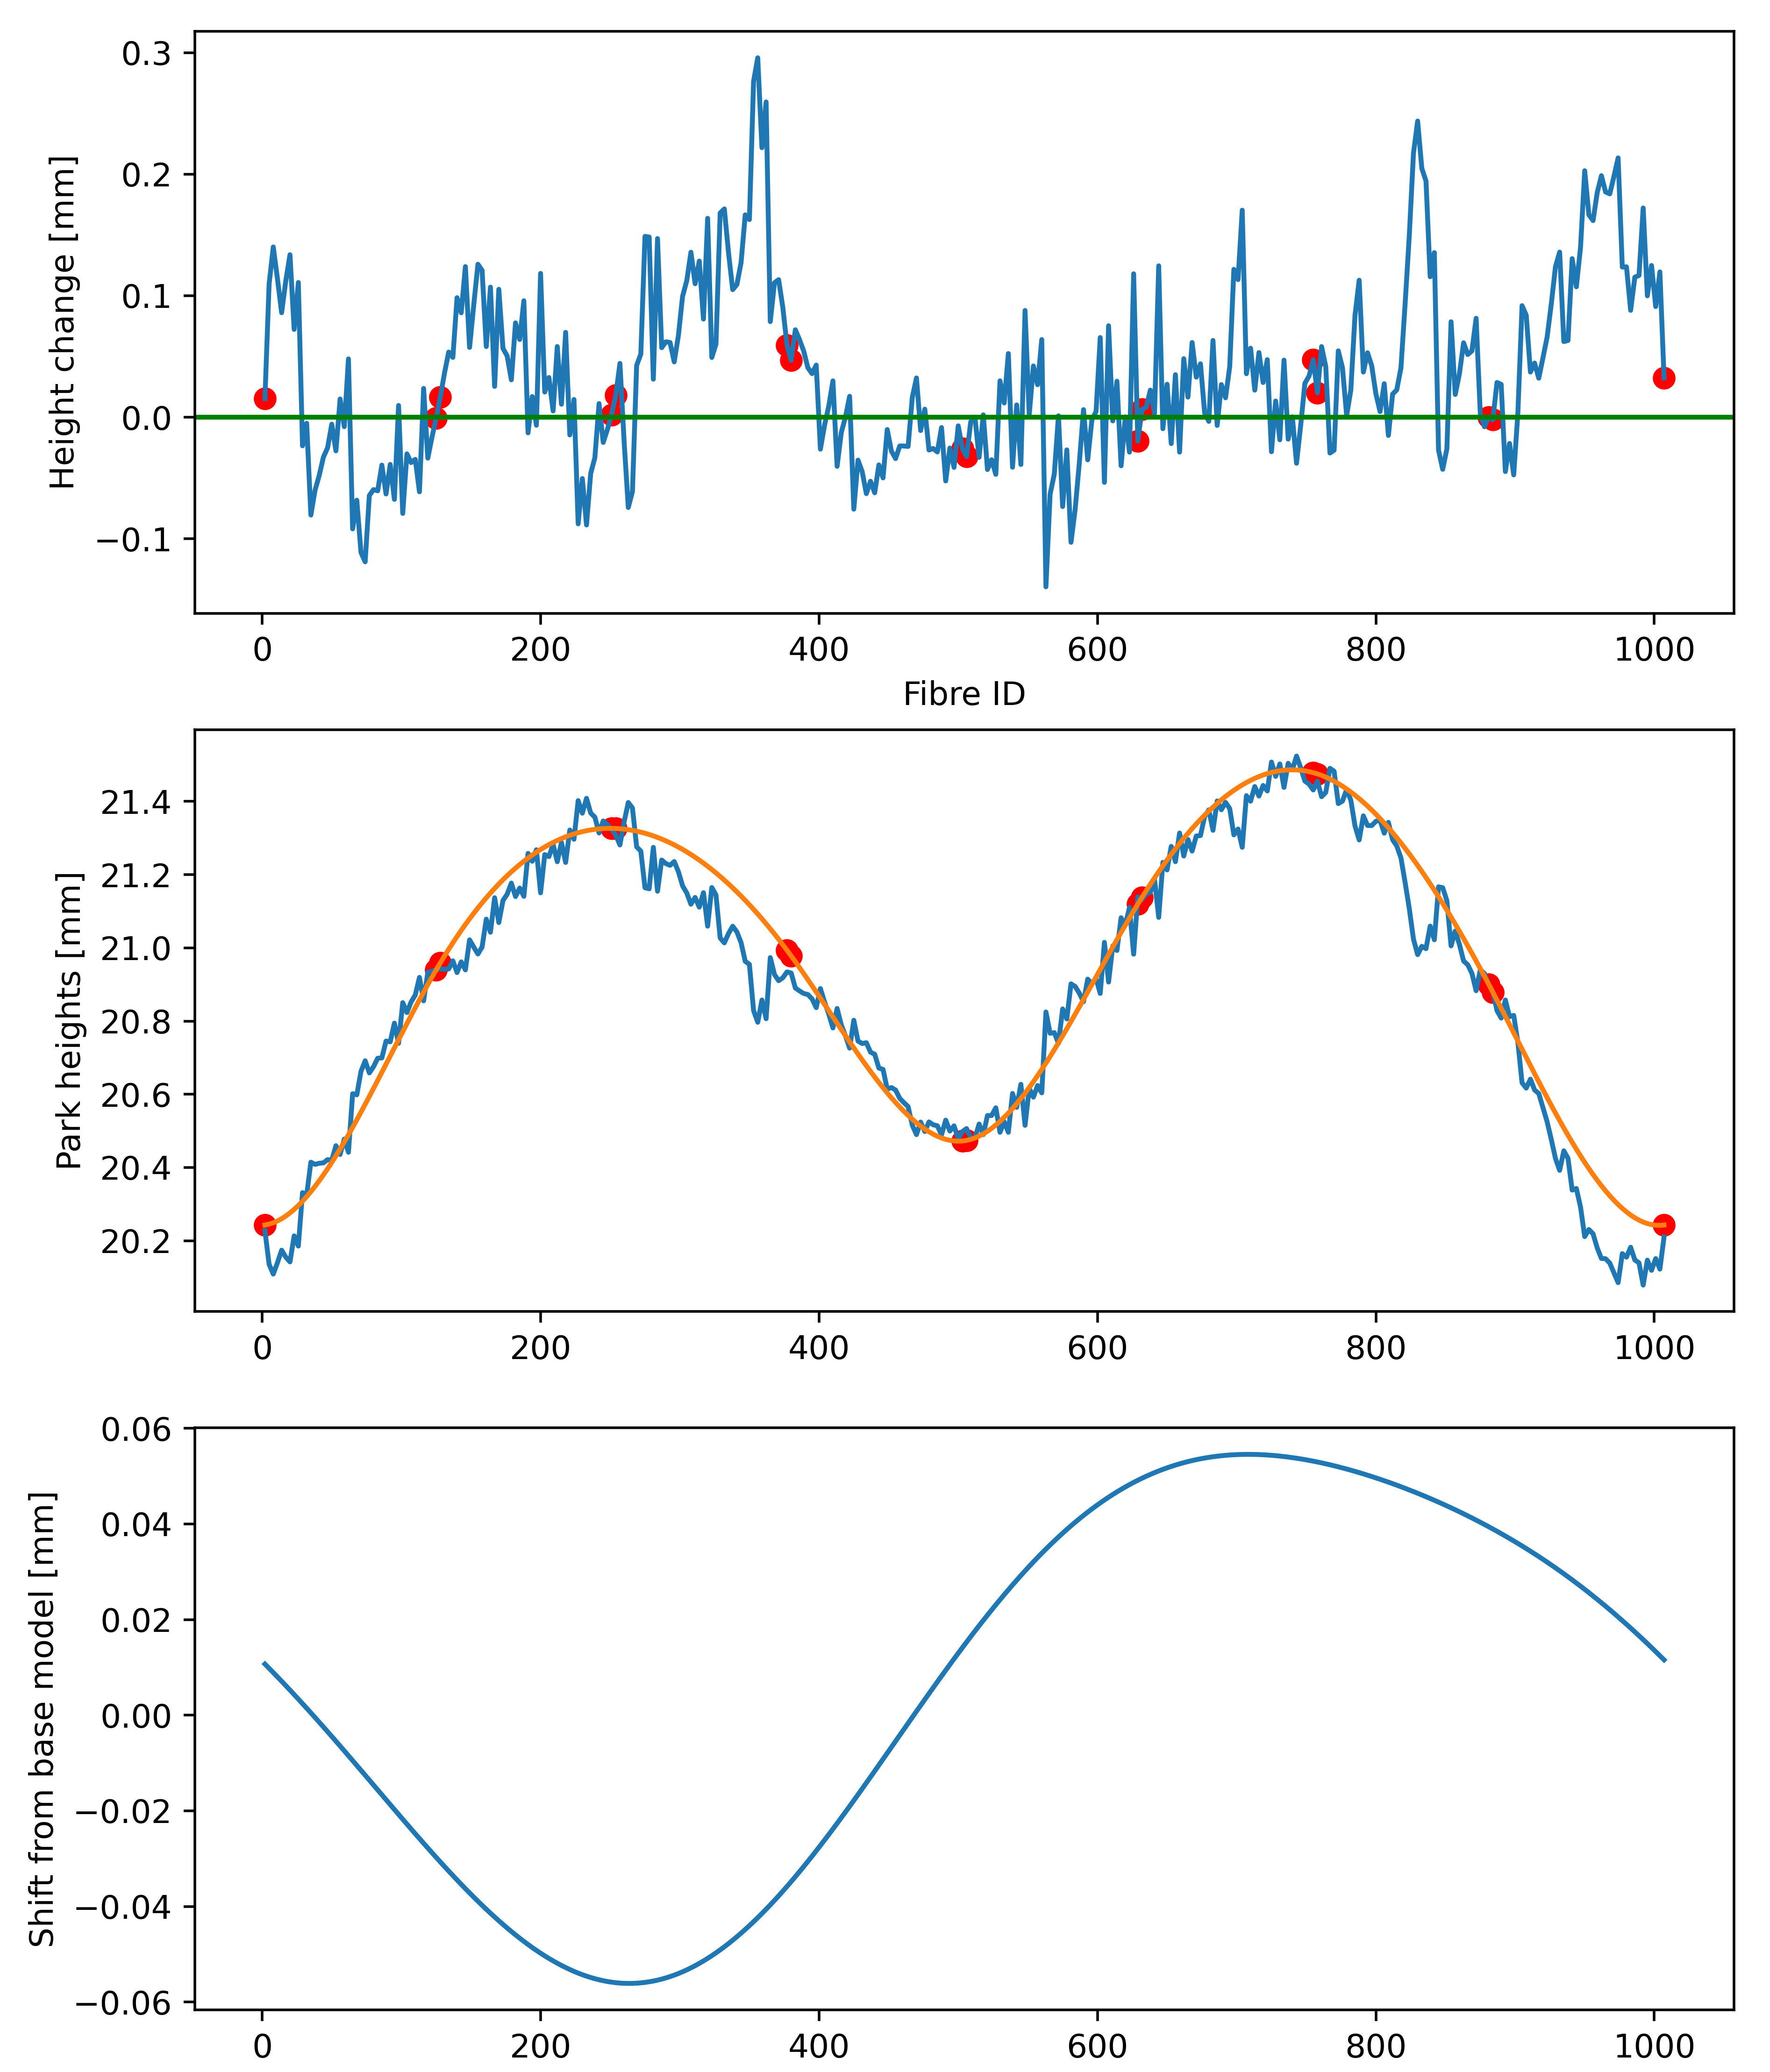 Height change [mm]
0.3
0.2
0.1
0.0
−0.1
0 200 400 600 800 1000
Fibre ID
Park heights [mm]
21.4
21.2
21.0
20.8
20.6
20.4
20.2
0 200 400 600 800 1000
Shift from base model [mm]
0.06
0.04
0.02
0.00
−0.02
−0.04
−0.06
0 200 400 600 800 1000